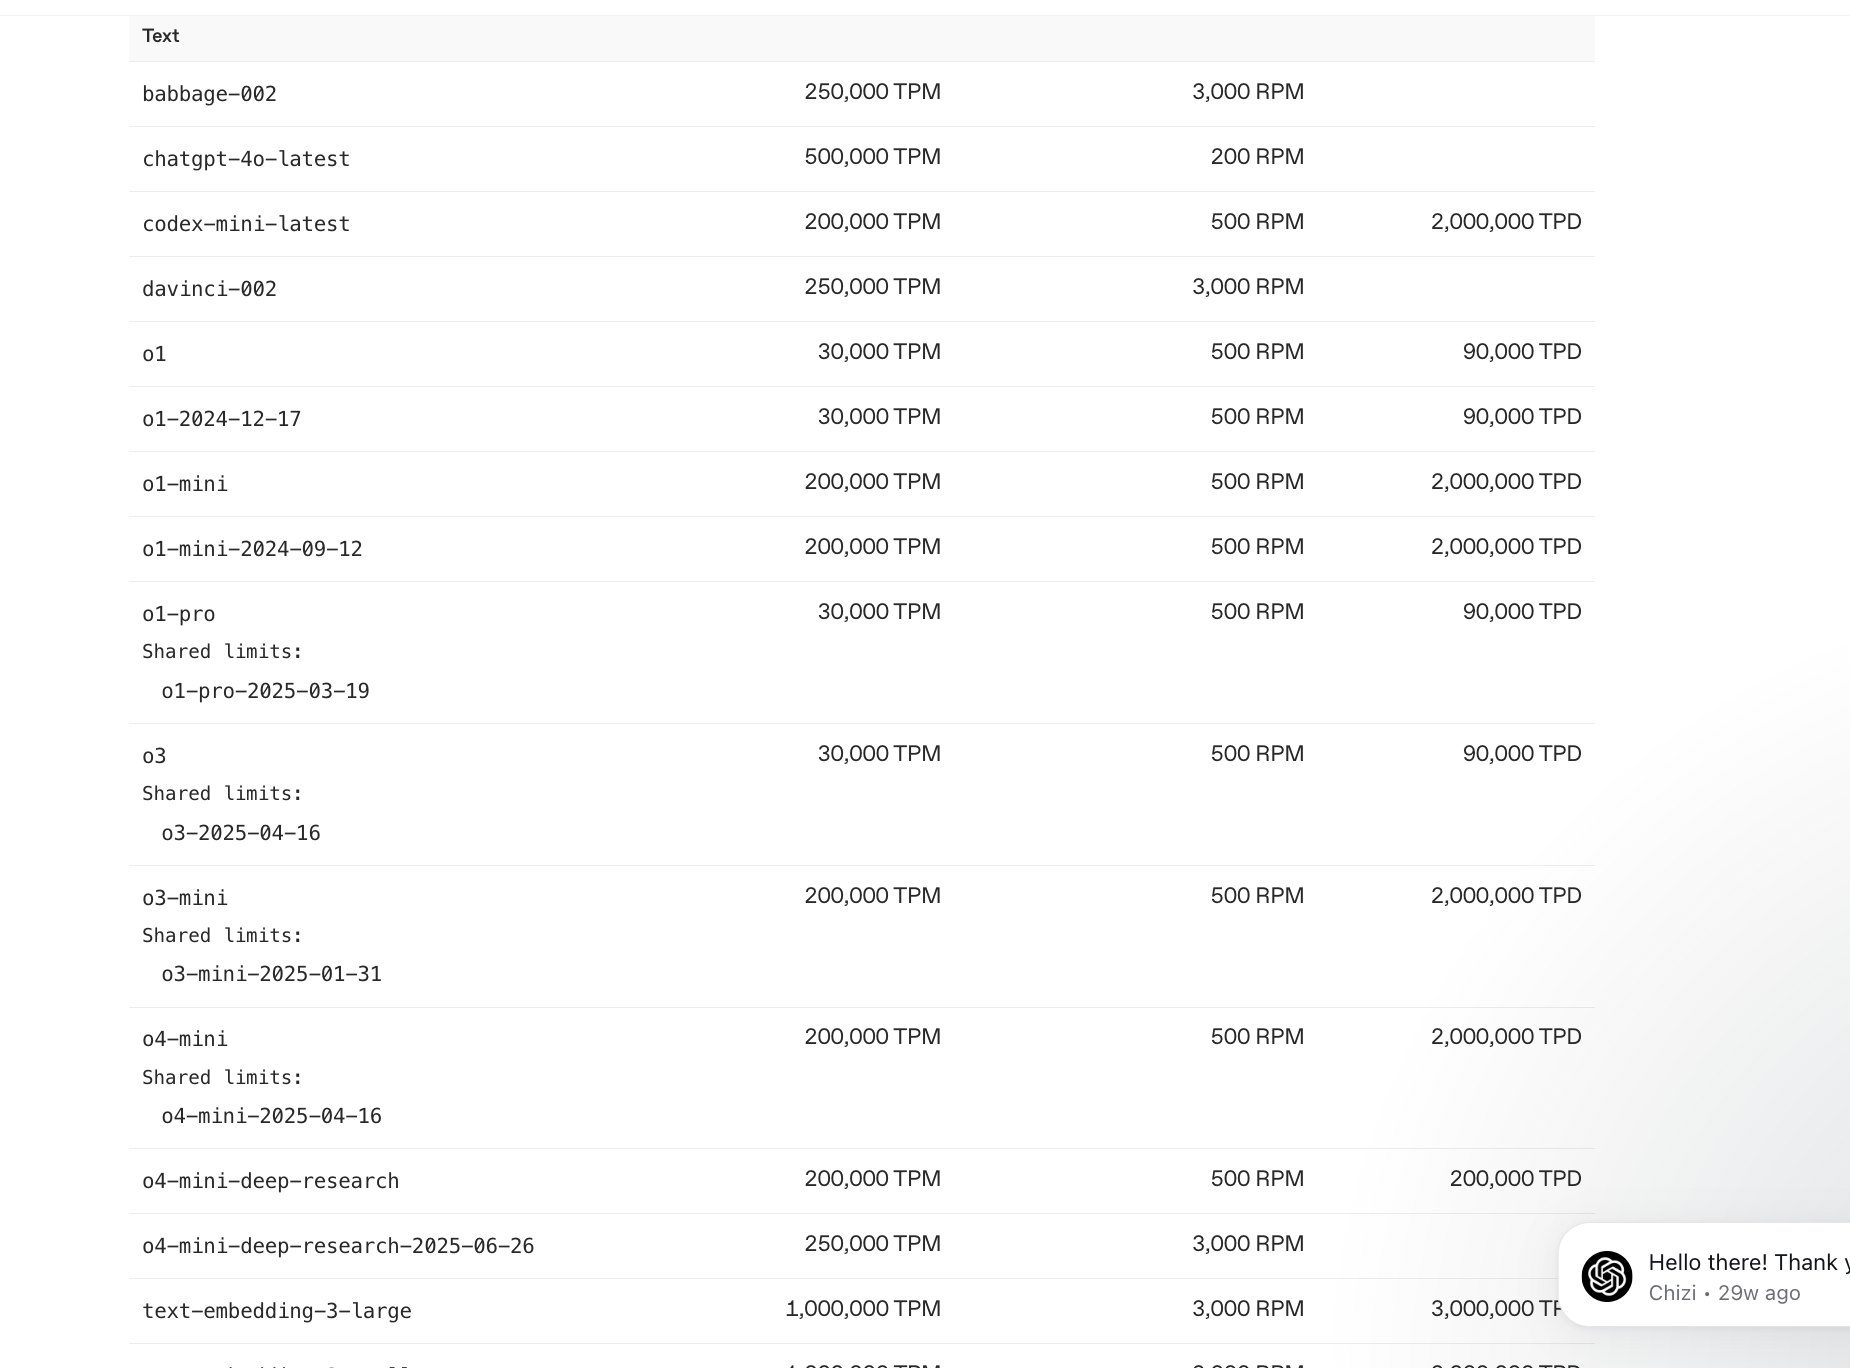 Text
babbage-002 250,000 TPM 3,000 RPM
chatgpt-4o-latest 500,000 TPM 200 RPM
codex-mini-latest 200,000 TPM 500 RPM 2,000,000 TPD
davinci-002 250,000 TPM 3,000 RPM
o1 30,000 TPM 500 RPM 90,000 TPD
o1-2024-12-17 30,000 TPM 500 RPM 90,000 TPD
o1-mini 200,000 TPM 500 RPM 2,000,000 TPD
o1-mini-2024-09-12 200,000 TPM 500 RPM 2,000,000 TPD
o1-pro 30,000 TPM 500 RPM 90,000 TPD
Shared limits:
o1-pro-2025-03-19
o3 30,000 TPM 500 RPM 90,000 TPD
Shared limits:
o3-2025-04-16
o3-mini 200,000 TPM 500 RPM 2,000,000 TPD
Shared limits:
o3-mini-2025-01-31
o4-mini 200,000 TPM 500 RPM 2,000,000 TPD
Shared limits:
o4-mini-2025-04-16
o4-mini-deep-research 200,000 TPM 500 RPM 200,000 TPD
o4-mini-deep-research-2025-06-26 250,000 TPM 3,000 RPM
text-embedding-3-large 1,000,000 TPM 3,000 RPM 3,000,000
Hello there! Thank
Chizi • 29w ago